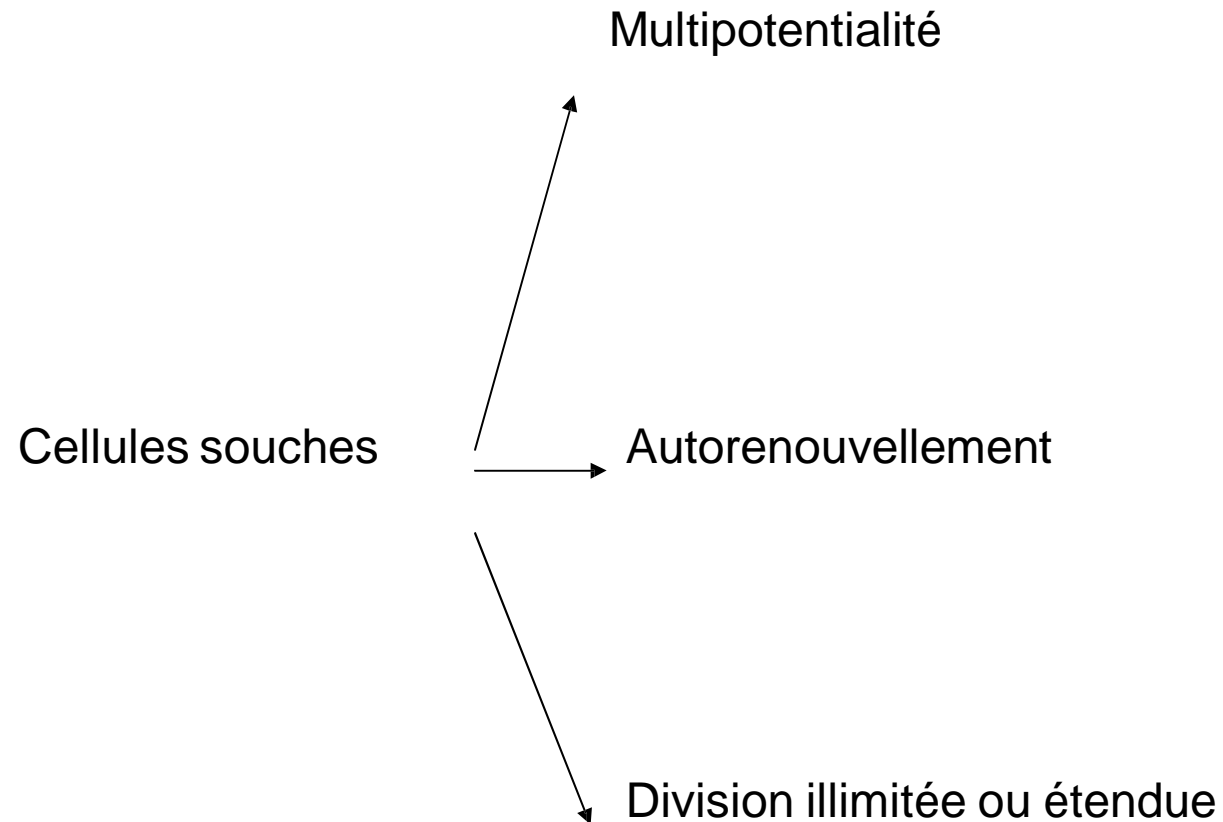 Multipotentialité
Cellules souches
Autorenouvellement
Division illimitée ou étendue